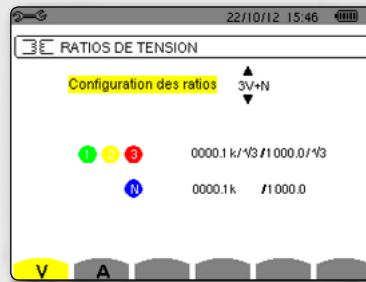 22/10/12 15:46
RATIOS DE TENSION
Configuration des ratios 3V+N
1 2 3 0000.1k/√3/1000.0/√3
N 0000.1k /1000.0
V A